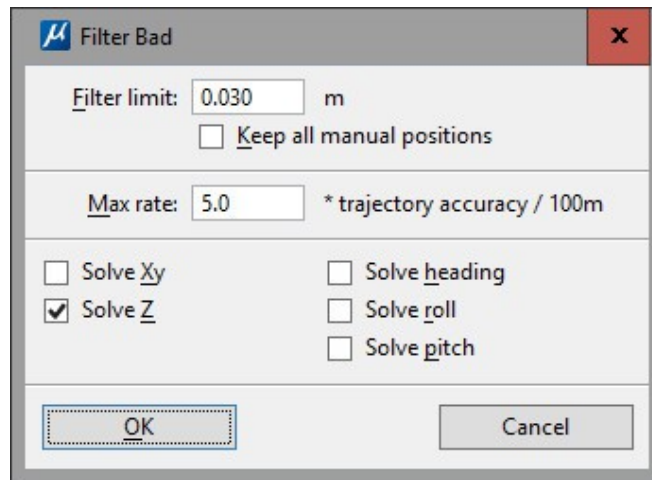 µ Filter Bad x
Filter limit: 0.030 m
Keep all manual positions
Max rate: 5.0 * trajectory accuracy / 100m
Solve Xy Solve heading
Solve Z Solve roll
Solve pitch
OK Cancel